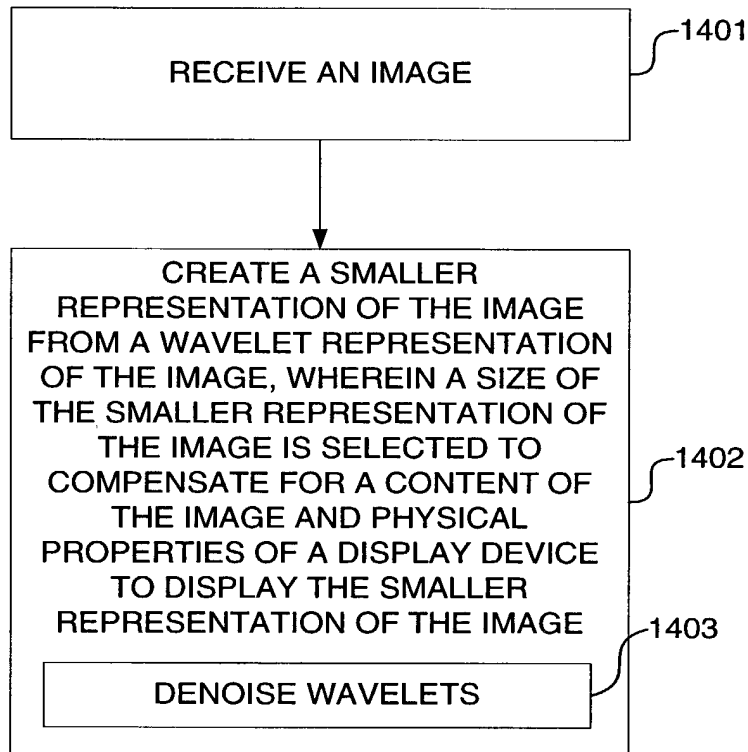 1401
RECEIVE AN IMAGE
CREATE A SMALLER
REPRESENTATION OF THE IMAGE
FROM A WAVELET REPRESENTATION
OF THE IMAGE, WHEREIN A SIZE OF
THE SMALLER REPRESENTATION OF
THE IMAGE IS SELECTED TO
COMPENSATE FOR A CONTENT OF
THE IMAGE AND PHYSICAL
PROPERTIES OF A DISPLAY DEVICE
TO DISPLAY THE SMALLER
REPRESENTATION OF THE IMAGE
1402
1403
DENOISE WAVELETS